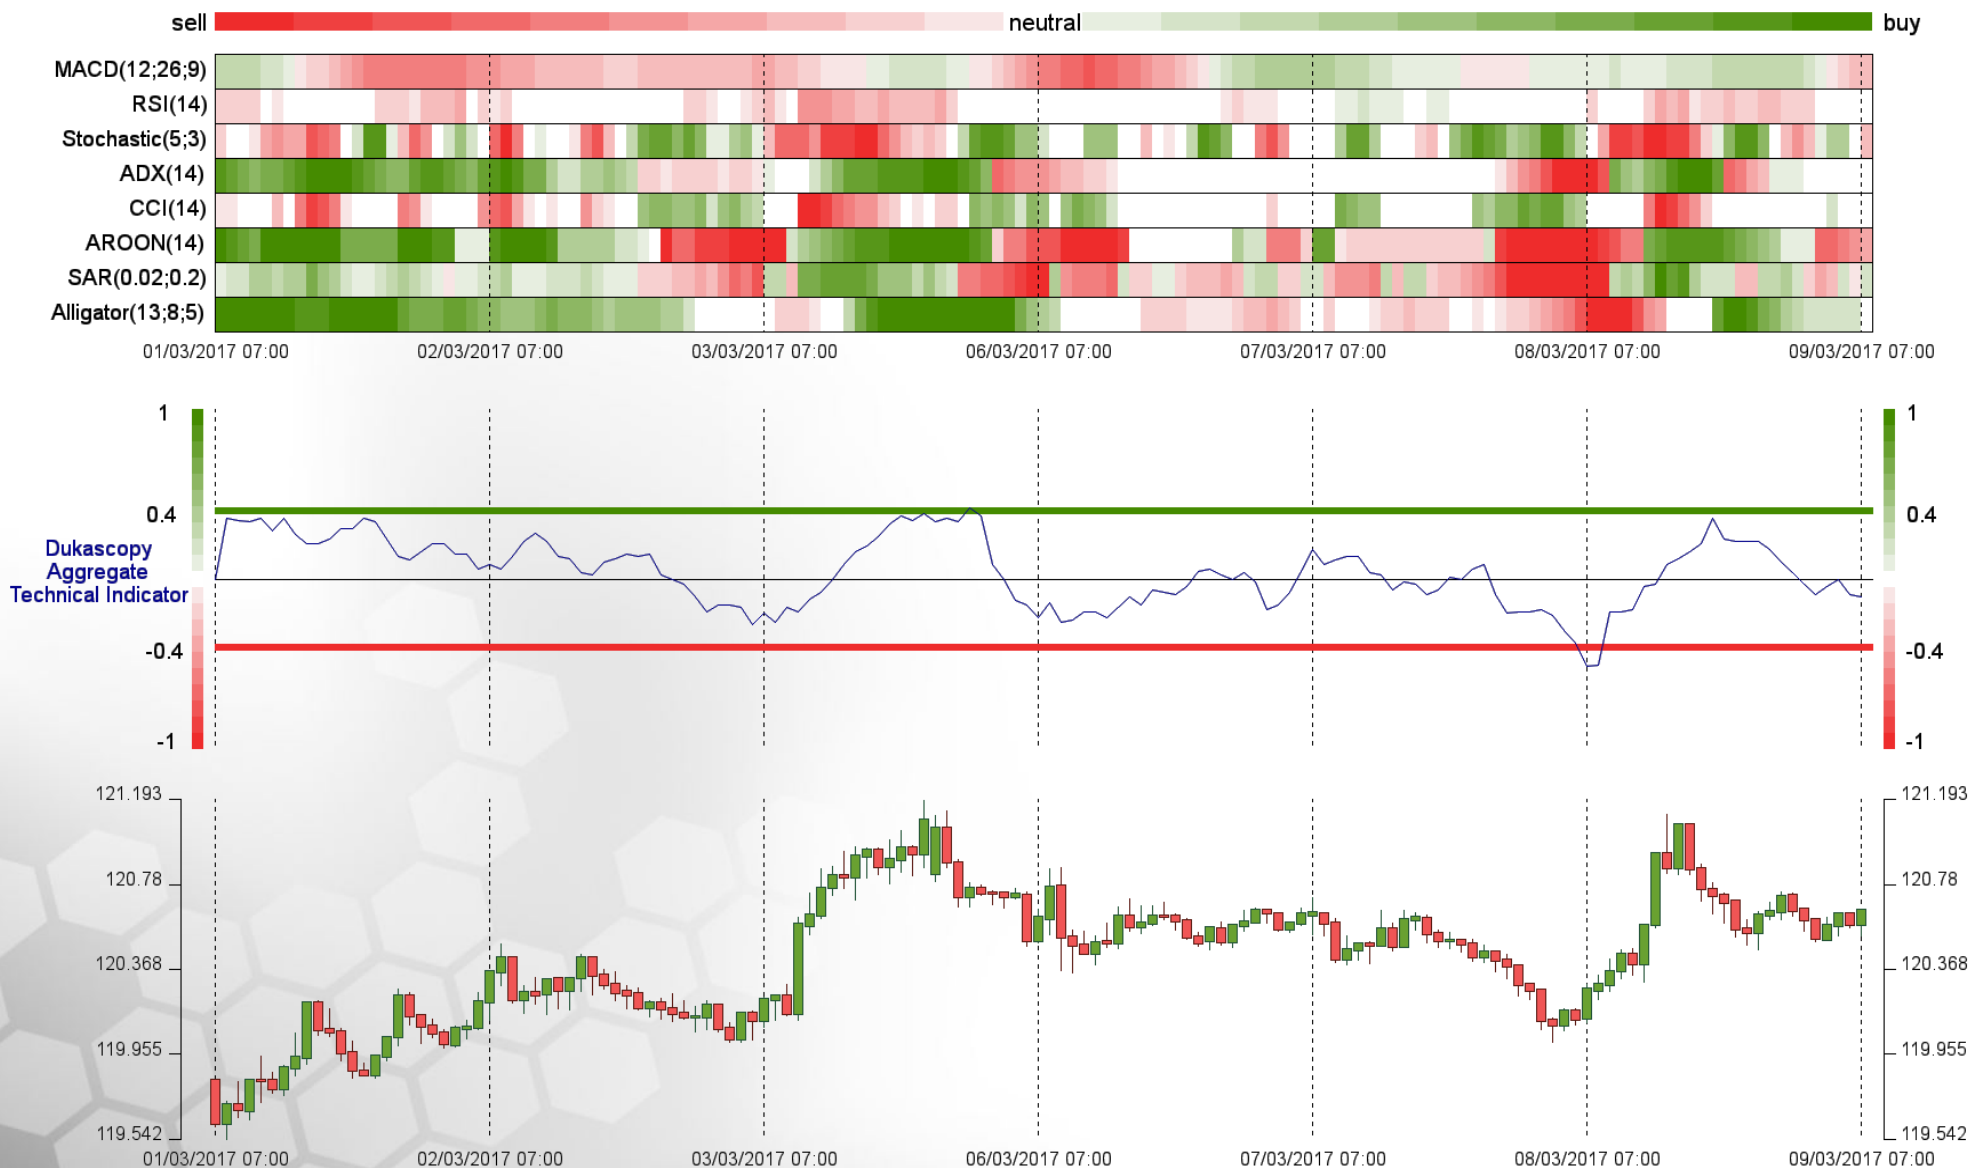 sell neutral buy
MACD(12;26;9)
RSI(14)
Stochastic(5;3)
ADX(14)
CCI(14)
AROON(14)
SAR(0.02;0.2)
Alligator(13;8;5)
01/03/2017 07:00 02/03/2017 07:00 03/03/2017 07:00 06/03/2017 07:00 07/03/2017 07:00 08/03/2017 07:00 09/03/2017 07:00
1 1
0.4 0.4
Dukascopy
Aggregate
Technical Indicator
-0.4 -0.4
-1 -1
121.193 121.193
120.78 120.78
120.368 120.368
119.955 119.955
119.542 119.542
01/03/2017 07:00 02/03/2017 07:00 03/03/2017 07:00 06/03/2017 07:00 07/03/2017 07:00 08/03/2017 07:00 09/03/2017 07:00